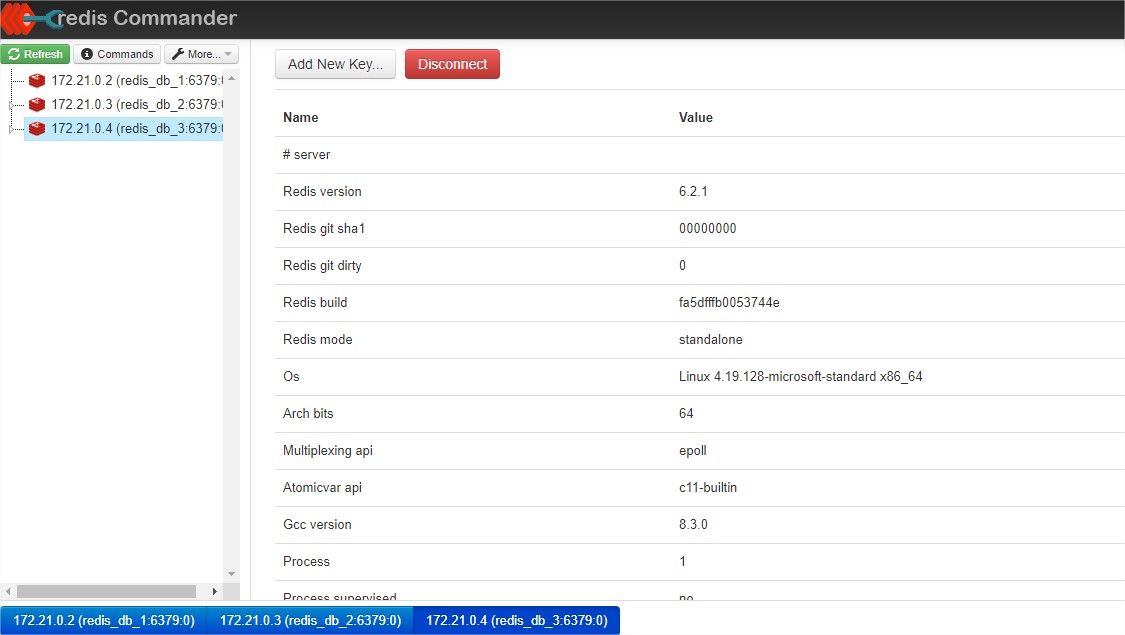 redis Commander
Refresh Commands More...
172.21.0.2 (redis_db_1:6379:
172.21.0.3 (redis_db_2:6379:
172.21.0.4 (redis_db_3:6379:
Add New Key... Disconnect
Name Value
# server
Redis version 6.2.1
Redis git sha1 00000000
Redis git dirty 0
Redis build fa5dfffb0053744e
Redis mode standalone
Os Linux 4.19.128-microsoft-standard x86_64
Arch bits 64
Multiplexing api epoll
Atomicvar api c11-builtin
Gcc version 8.3.0
Process 1
Process supervised no
172.21.0.2 (redis_db_1:6379:0) 172.21.0.3 (redis_db_2:6379:0) 172.21.0.4 (redis_db_3:6379:0)